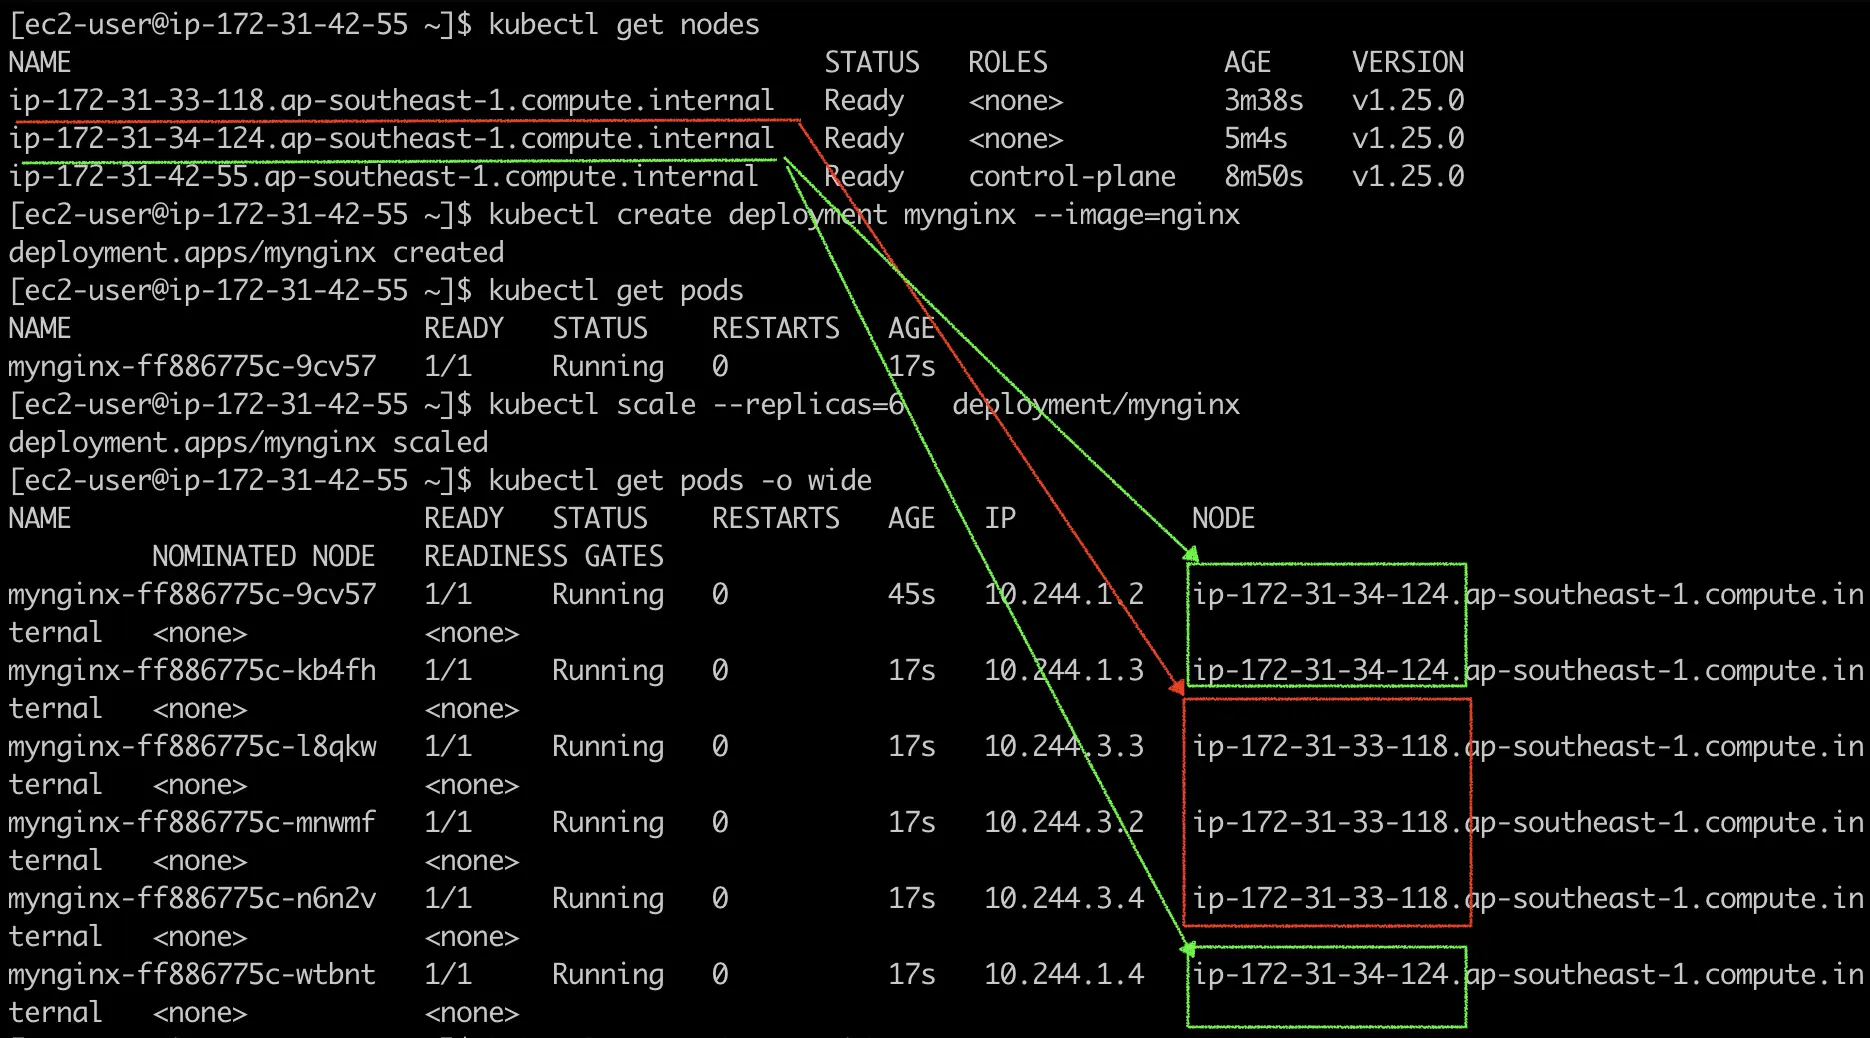 [ec2-user@ip-172-31-42-55 ~]$ kubectl get nodes
NAME STATUS ROLES AGE VERSION
ip-172-31-33-118.ap-southeast-1.compute.internal Ready <none> 3m38s v1.25.0
ip-172-31-34-124.ap-southeast-1.compute.internal Ready <none> 5m4s v1.25.0
ip-172-31-42-55.ap-southeast-1.compute.internal Ready control-plane 8m50s v1.25.0
[ec2-user@ip-172-31-42-55 ~]$ kubectl create deployment mynginx --image=nginx
deployment.apps/mynginx created
[ec2-user@ip-172-31-42-55 ~]$ kubectl get pods
NAME READY STATUS RESTARTS AGE
mynginx-ff886775c-9cv57 1/1 Running 0 17s
[ec2-user@ip-172-31-42-55 ~]$ kubectl scale --replicas=6 deployment/mynginx
deployment.apps/mynginx scaled
[ec2-user@ip-172-31-42-55 ~]$ kubectl get pods -o wide
NAME READY STATUS RESTARTS AGE IP NODE
NOMINATED NODE READINESS GATES
mynginx-ff886775c-9cv57 1/1 Running 0 45s 10.244.1.2 ip-172-31-34-124.ap-southeast-1.compute.in
ternal <none> <none>
mynginx-ff886775c-kb4fh 1/1 Running 0 17s 10.244.1.3 ip-172-31-34-124.ap-southeast-1.compute.in
ternal <none> <none>
mynginx-ff886775c-l8qkw 1/1 Running 0 17s 10.244.3.3 ip-172-31-33-118.ap-southeast-1.compute.in
ternal <none> <none>
mynginx-ff886775c-mnwmf 1/1 Running 0 17s 10.244.3.2 ip-172-31-33-118.ap-southeast-1.compute.in
ternal <none> <none>
mynginx-ff886775c-n6n2v 1/1 Running 0 17s 10.244.3.4 ip-172-31-33-118.ap-southeast-1.compute.in
ternal <none> <none>
mynginx-ff886775c-wtbnt 1/1 Running 0 17s 10.244.1.4 ip-172-31-34-124.ap-southeast-1.compute.in
ternal <none> <none>